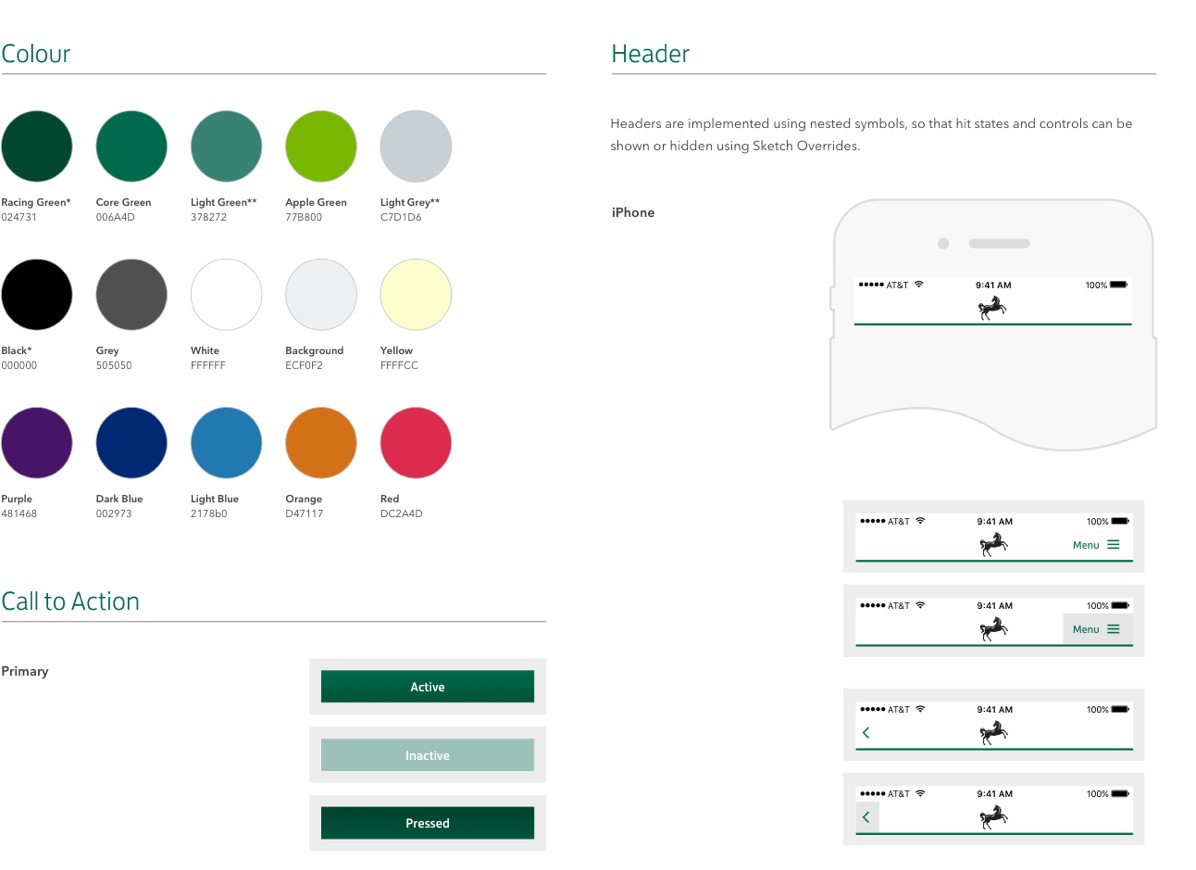 Colour
Racing Green* Core Green Light Green** Apple Green Light Grey**
024731 006A4D 378272 77B800 C7D1D6
Black* Grey White Background Yellow
000000 505050 FFFFFF ECF0F2 FFFFCC
Purple Dark Blue Light Blue Orange Red
481468 002973 2178b0 D47117 DC2A4D
Call to Action
Primary
Active
Inactive
Pressed
Header
Headers are implemented using nested symbols, so that hit states and controls can be
shown or hidden using Sketch Overrides.
iPhone
AT&T 9:41 AM 100%
AT&T 9:41 AM 100%
Menu
AT&T 9:41 AM 100%
Menu
AT&T 9:41 AM 100%
AT&T 9:41 AM 100%